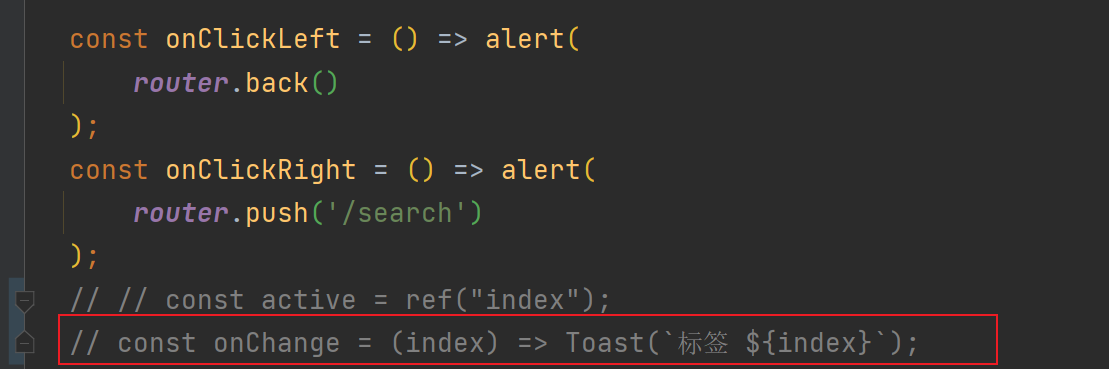 const onClickLeft = () => alert(
    router.back()
);
const onClickRight = () => alert(
    router.push('/search')
);
// // const active = ref("index");
// const onChange = (index) => Toast(`标签 ${index}`);